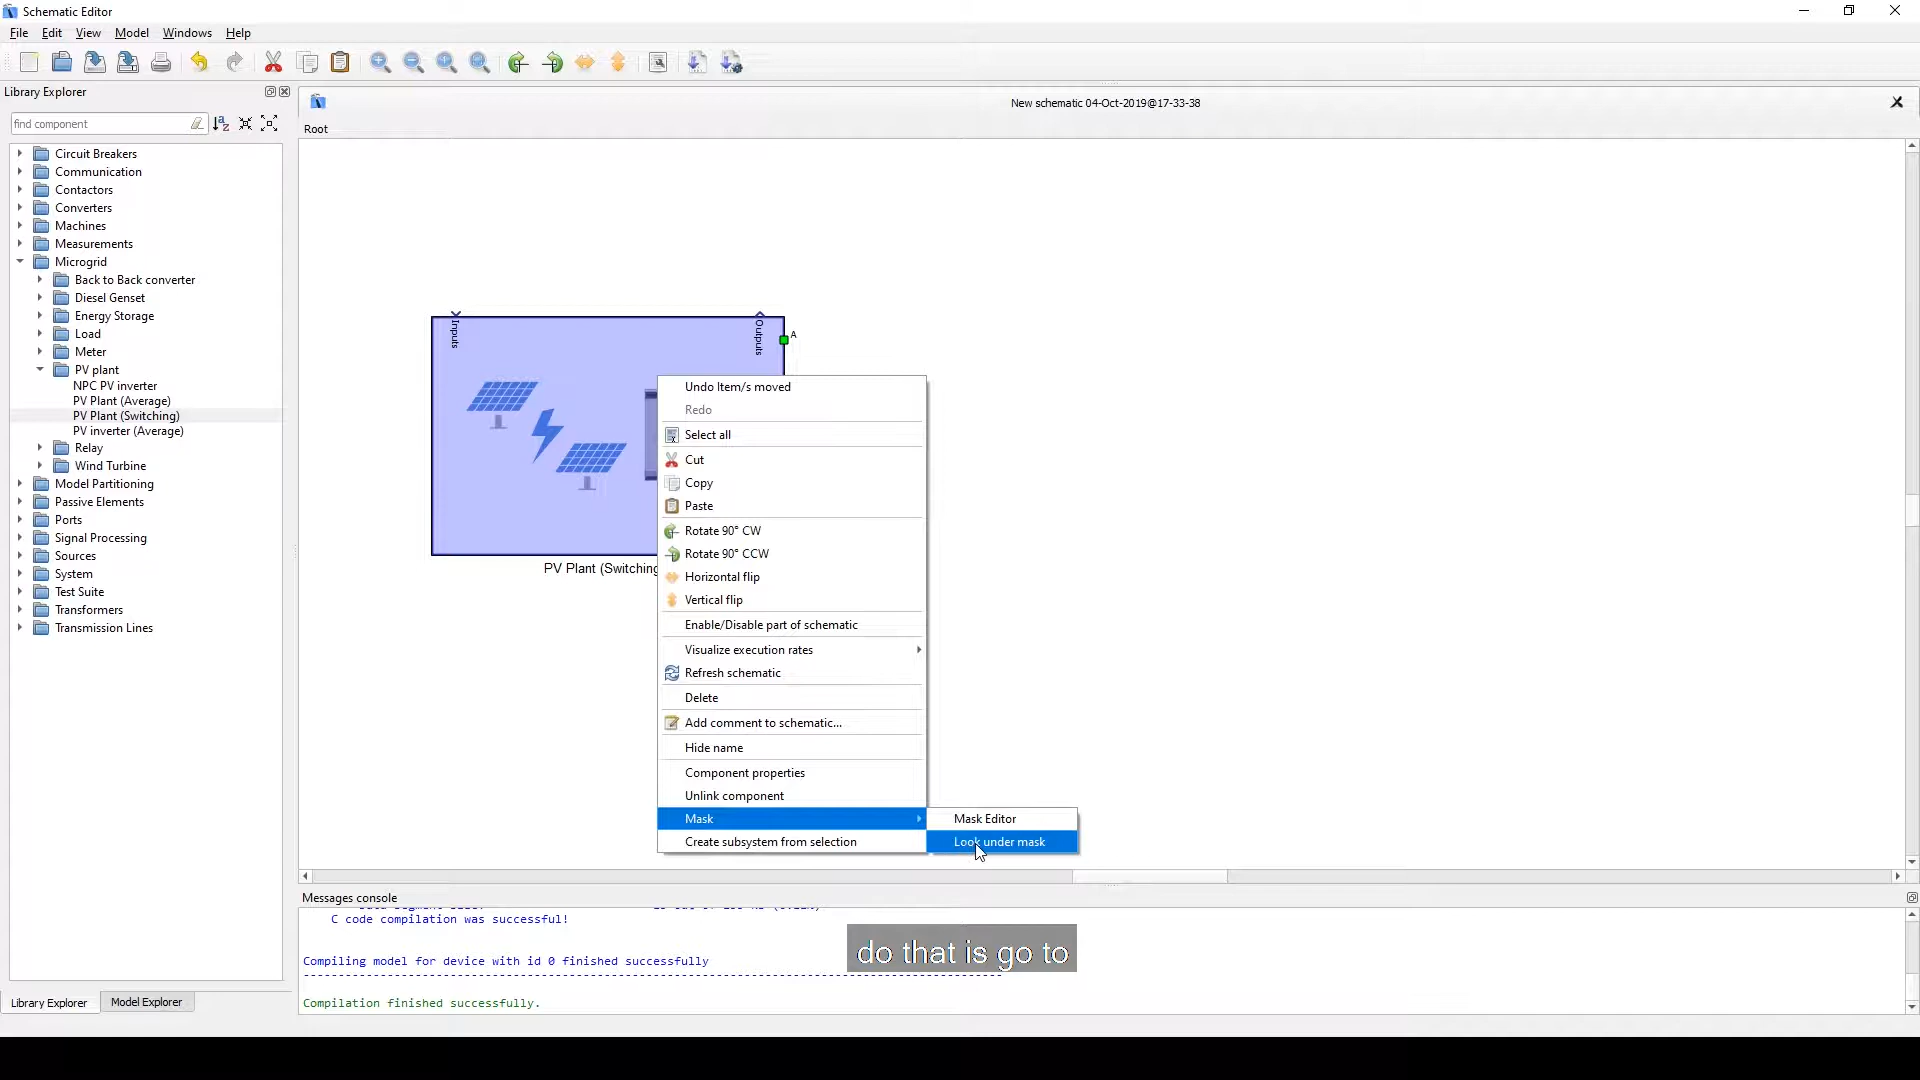 Schematic Editor
File Edit View Model Windows Help
Library Explorer
find component
Circuit Breakers
Communication
Contactors
Converters
Machines
Measurements
Microgrid
Back to Back converter
Diesel Genset
Energy Storage
Load
Meter
PV plant
NPC PV inverter
PV Plant (Average)
PV Plant (Switching)
PV inverter (Average)
Relay
Wind Turbine
Model Partitioning
Passive Elements
Ports
Signal Processing
Sources
System
Test Suite
Transformers
Transmission Lines
Library Explorer Model Explorer
New schematic 04-Oct-2019@17-33-38
Root
Inputs
Outputs
A
PV Plant (Switching
Undo Item/s moved
Redo
Select all
Cut
Copy
Paste
Rotate 90° CW
Rotate 90° CCW
Horizontal flip
Vertical flip
Enable/Disable part of schematic
Visualize execution rates
Refresh schematic
Delete
Add comment to schematic...
Hide name
Component properties
Unlink component
Mask
Create subsystem from selection
Mask Editor
Look under mask
Messages console
C code compilation was successful!
Compiling model for device with id 0 finished successfully
Compilation finished successfully.
do that is go to